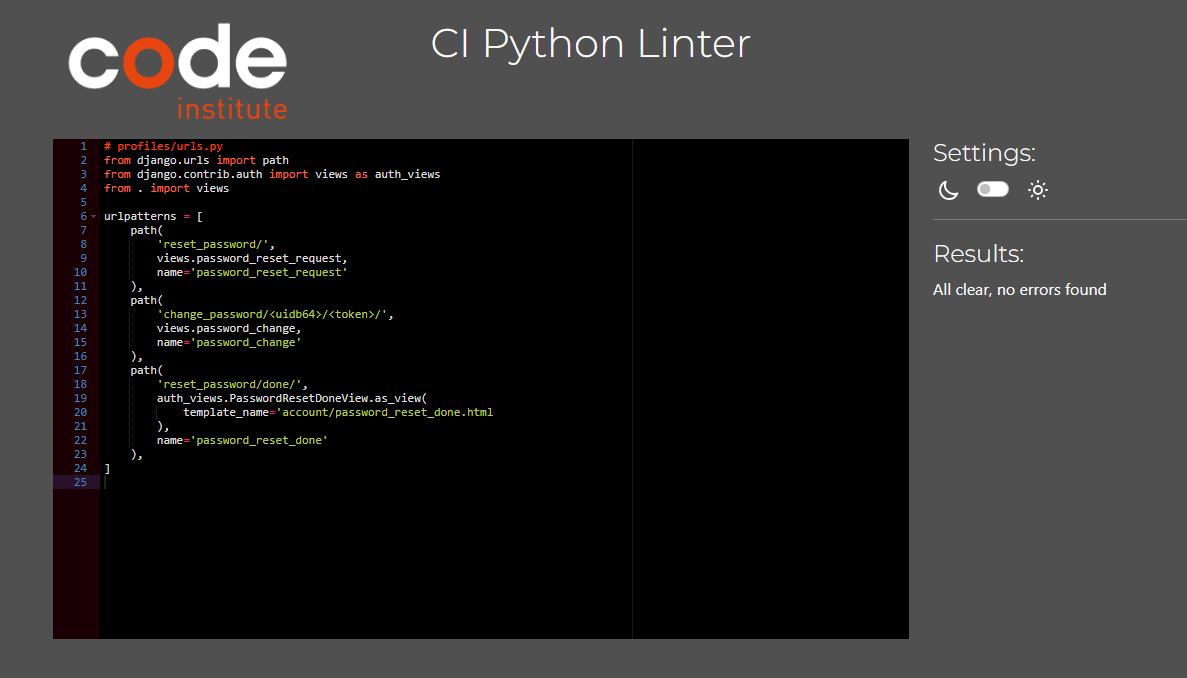 code
institute
CI Python Linter
1 # profiles/urls.py
2 from django.urls import path
3 from django.contrib.auth import views as auth_views
4 from . import views
5
6 urlpatterns = [
7     path(
8         'reset_password/',
9         views.password_reset_request,
10         name='password_reset_request'
11     ),
12     path(
13         'change_password/<uidb64>/<token>/',
14         views.password_change,
15         name='password_change'
16     ),
17     path(
18         'reset_password/done/',
19         auth_views.PasswordResetDoneView.as_view(
20             template_name='account/password_reset_done.html
21         ),
22         name='password_reset_done'
23     ),
24 ]
25
Settings:
Results:
All clear, no errors found